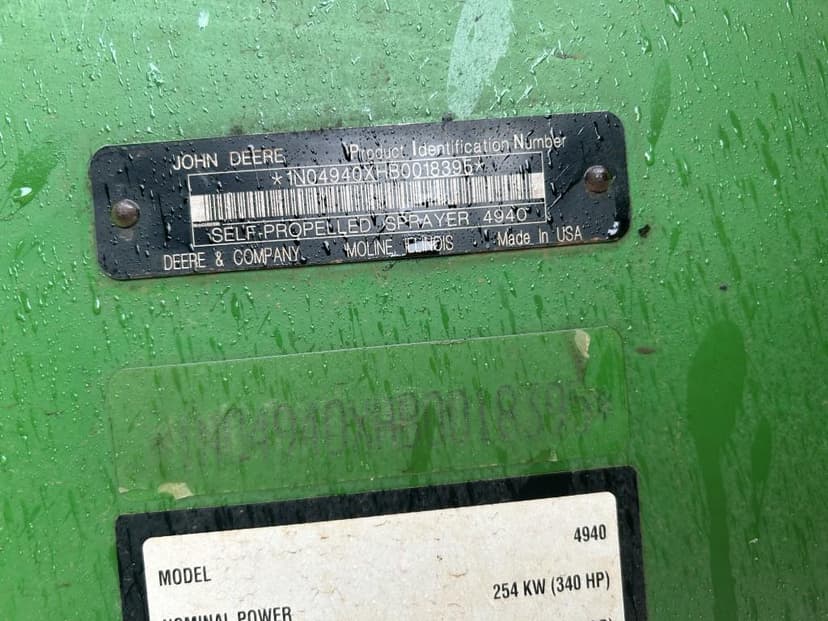 JOHN DEERE Product Identification Number
*1N04940XHB0018395*
SELF-PROPELLED SPRAYER 4940
DEERE & COMPANY MOLINE, ILLINOIS Made In USA
*1N04940XHB0018395*
MODEL 4940
NOMINAL POWER 254 KW (340 HP)